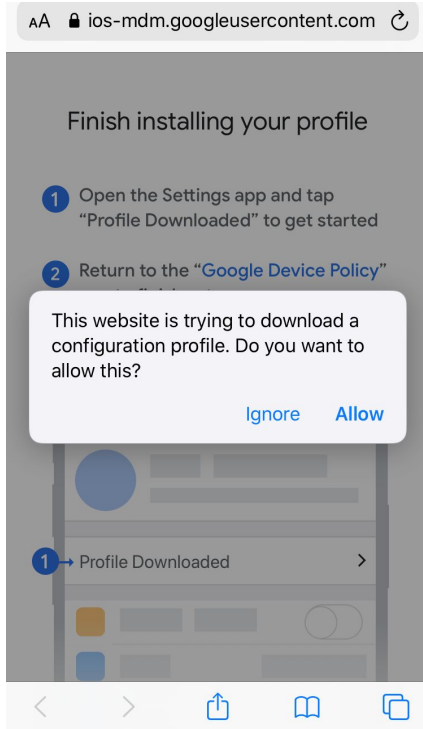 AA ios-mdm.googleusercontent.com
Finish installing your profile
1 Open the Settings app and tap
“Profile Downloaded” to get started
2 Return to the “Google Device Policy”
This website is trying to download a
configuration profile. Do you want to
allow this?
Ignore Allow
1 Profile Downloaded